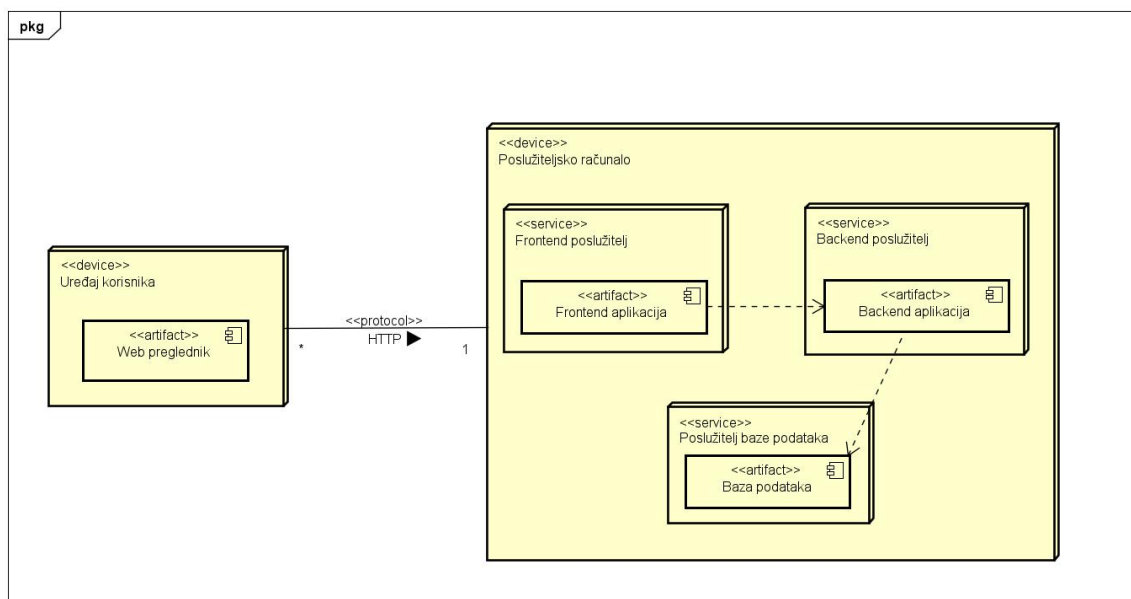 pkg
<<device>>
Poslužiteljsko računalo
<<service>>
Frontend poslužitelj
<<artifact>>
Frontend aplikacija
<<service>>
Backend poslužitelj
<<artifact>>
Backend aplikacija
<<device>>
Uređaj korisnika
<<artifact>>
Web preglednik
<<protocol>>
HTTP
*
1
<<service>>
Poslužitelj baze podataka
<<artifact>>
Baza podataka